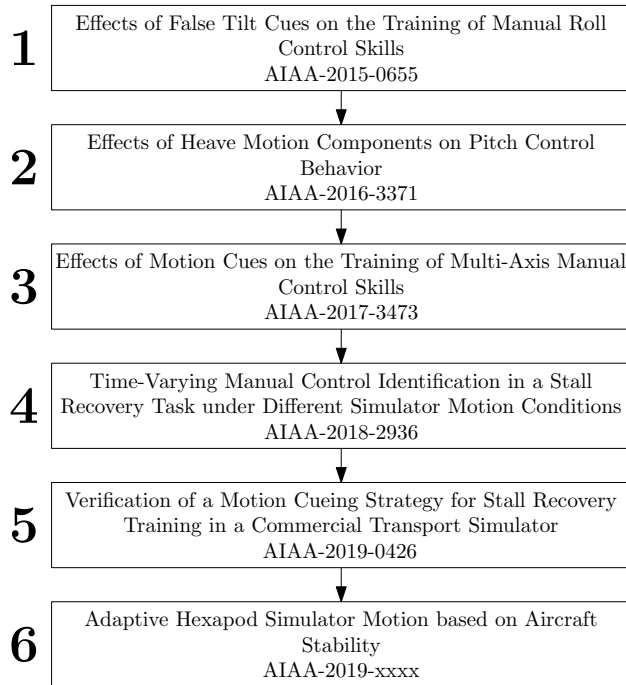 1
Effects of False Tilt Cues on the Training of Manual Roll
Control Skills
AIAA-2015-0655
2
Effects of Heave Motion Components on Pitch Control
Behavior
AIAA-2016-3371
3
Effects of Motion Cues on the Training of Multi-Axis Manual
Control Skills
AIAA-2017-3473
4
Time-Varying Manual Control Identification in a Stall
Recovery Task under Different Simulator Motion Conditions
AIAA-2018-2936
5
Verification of a Motion Cueing Strategy for Stall Recovery
Training in a Commercial Transport Simulator
AIAA-2019-0426
6
Adaptive Hexapod Simulator Motion based on Aircraft
Stability
AIAA-2019-xxxx